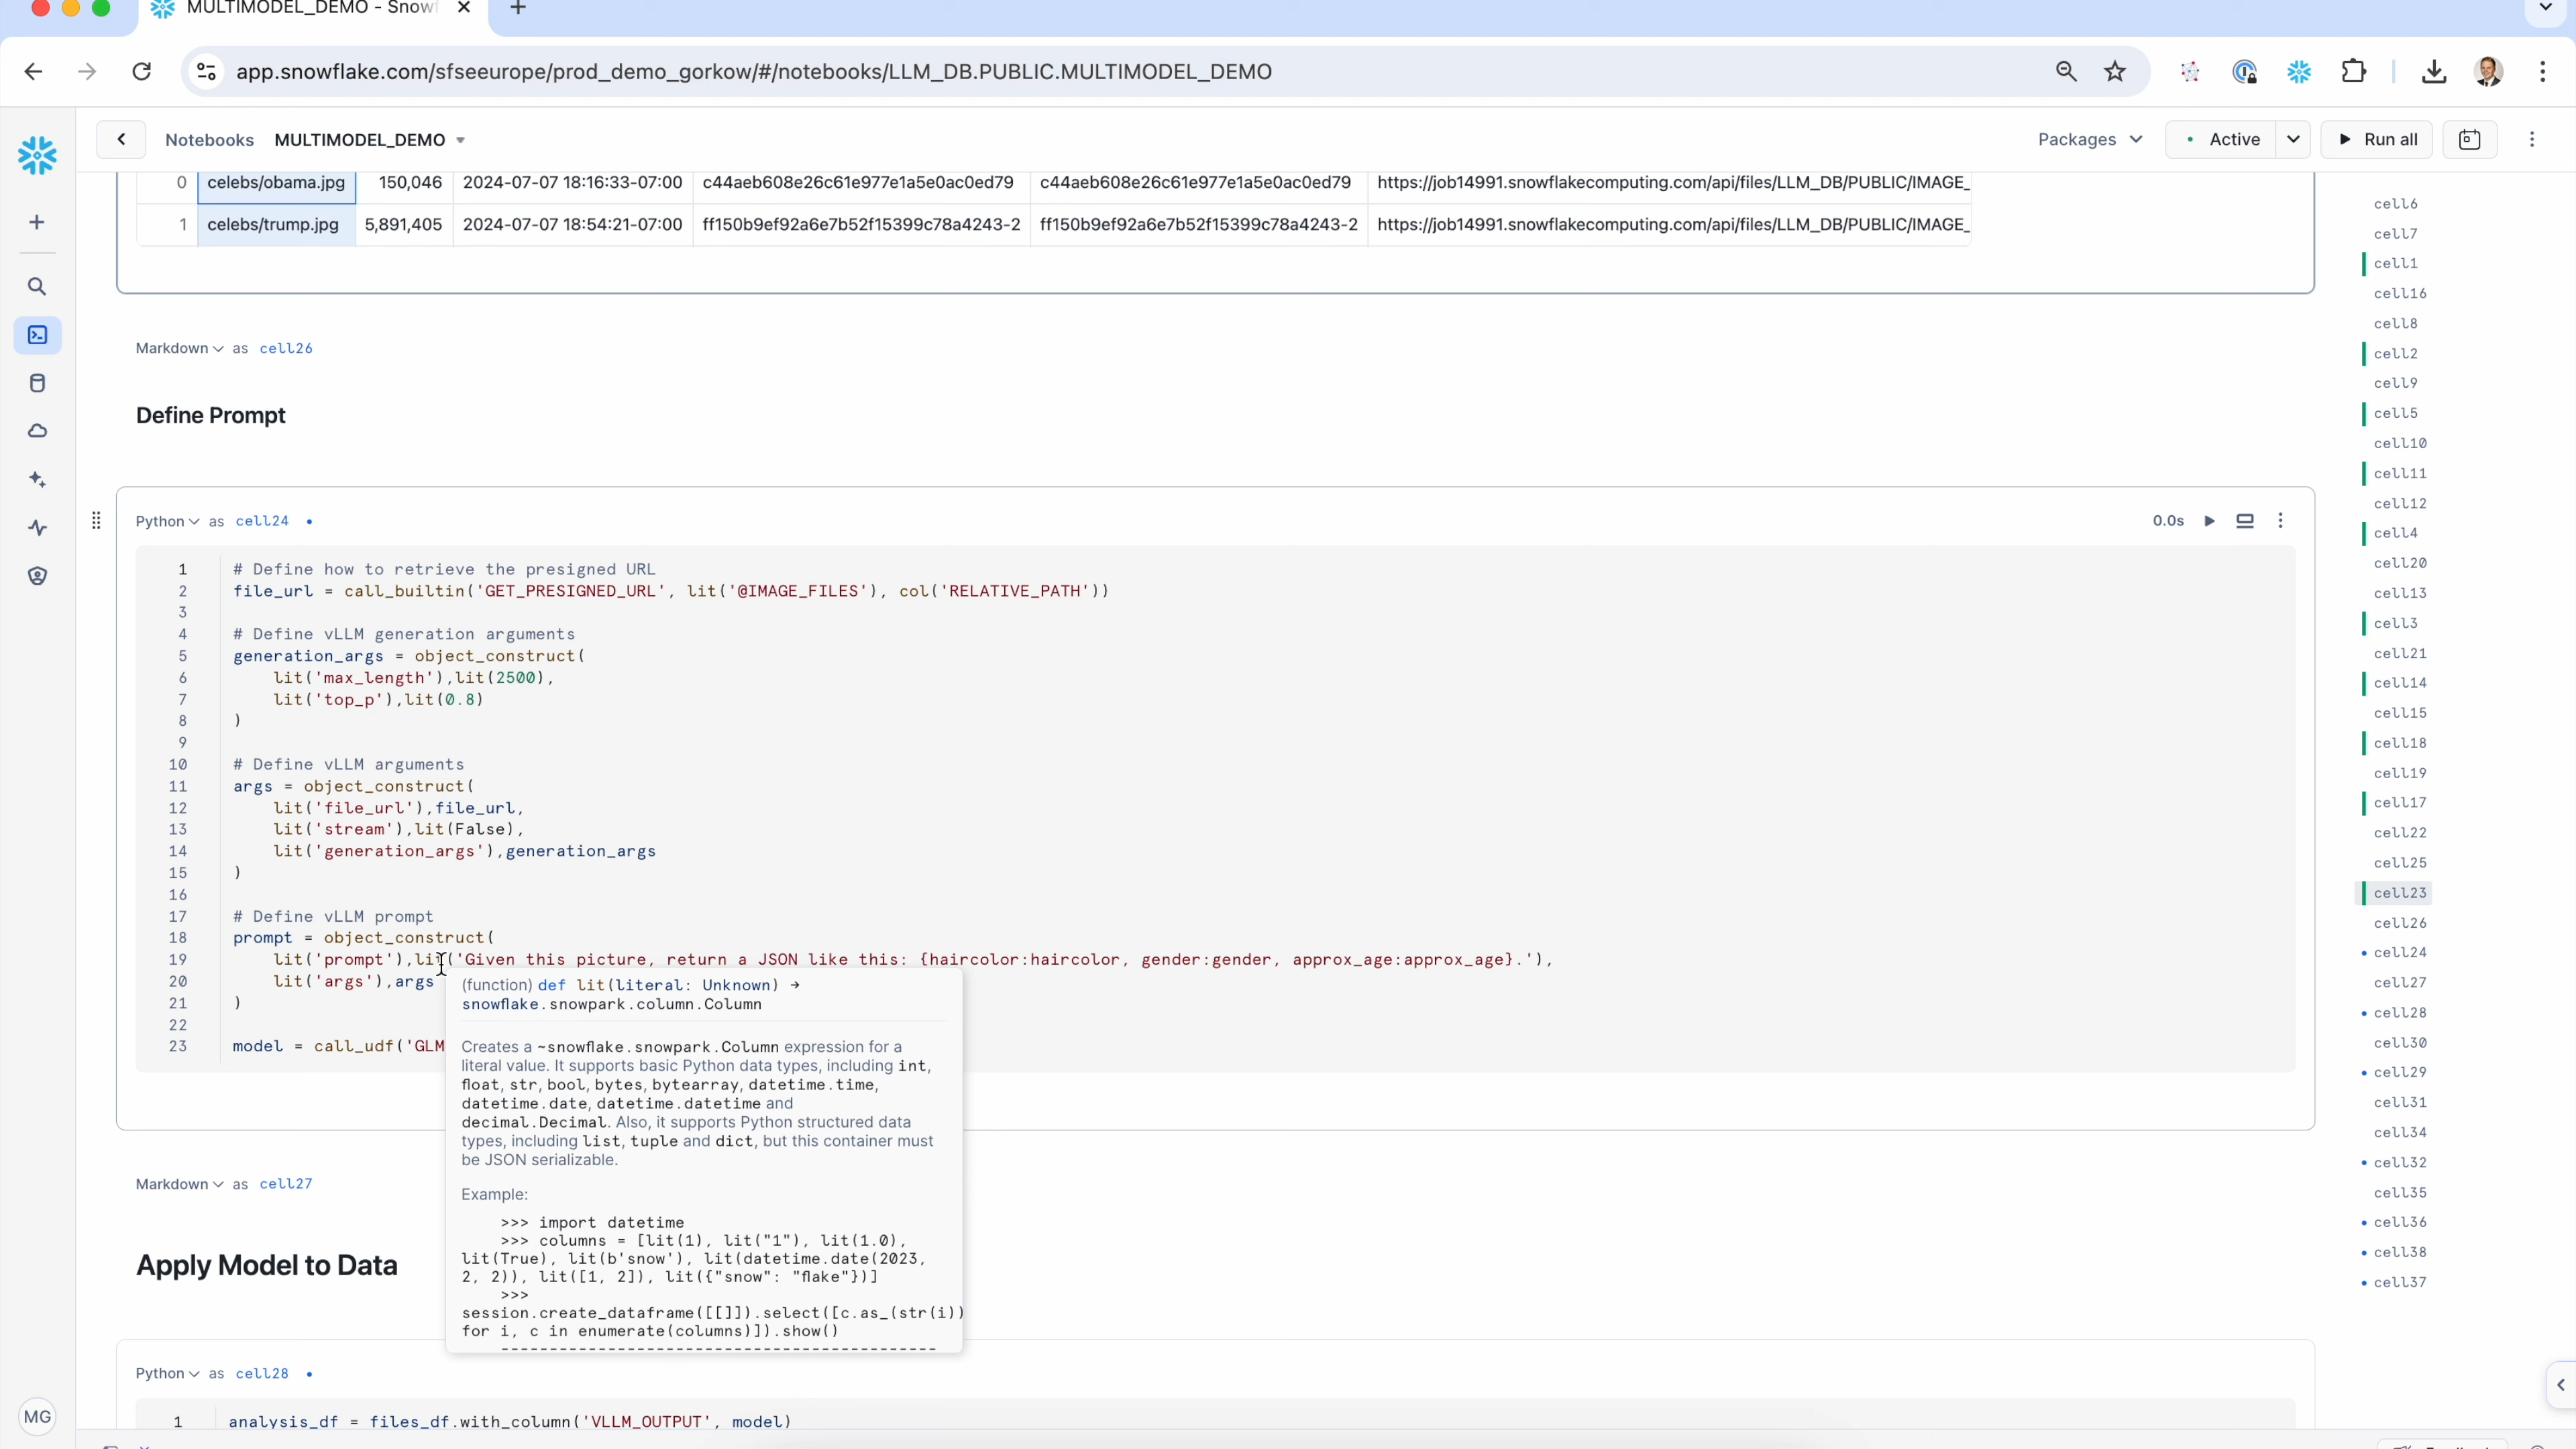 MULTIMODEL_DEMO - Snowf
app.snowflake.com/sfseeurope/prod_demo_gorkow/#/notebooks/LLM_DB.PUBLIC.MULTIMODEL_DEMO
Notebooks MULTIMODEL_DEMO
Packages Active Run all
0 celebs/obama.jpg 150,046 2024-07-07 18:16:33-07:00 c44aeb608e26c61e977e1a5e0ac0ed79 c44aeb608e26c61e977e1a5e0ac0ed79 https://job14991.snowflakecomputing.com/api/files/LLM_DB/PUBLIC/IMAGE_
1 celebs/trump.jpg 5,891,405 2024-07-07 18:54:21-07:00 ff150b9ef92a6e7b52f15399c78a4243-2 ff150b9ef92a6e7b52f15399c78a4243-2 https://job14991.snowflakecomputing.com/api/files/LLM_DB/PUBLIC/IMAGE_
Markdown as cell26
Define Prompt
Python as cell24
0.0s
1 # Define how to retrieve the presigned URL
2 file_url = call_builtin('GET_PRESIGNED_URL', lit('@IMAGE_FILES'), col('RELATIVE_PATH'))
3
4 # Define vLLM generation arguments
5 generation_args = object_construct(
6 lit('max_length'),lit(2500),
7 lit('top_p'),lit(0.8)
8 )
9
10 # Define vLLM arguments
11 args = object_construct(
12 lit('file_url'),file_url,
13 lit('stream'),lit(False),
14 lit('generation_args'),generation_args
15 )
16
17 # Define vLLM prompt
18 prompt = object_construct(
19 lit('prompt'),lit('Given this picture, return a JSON like this: {haircolor:haircolor, gender:gender, approx_age:approx_age}.'),
20 lit('args'),args
21 )
22
23 model = call_udf('GLM
(function) def lit(literal: Unknown) →
snowflake.snowpark.column.Column
Creates a ~snowflake.snowpark.Column expression for a
literal value. It supports basic Python data types, including int,
float, str, bool, bytes, bytearray, datetime.time,
datetime.date, datetime.datetime and
decimal.Decimal. Also, it supports Python structured data
types, including list, tuple and dict, but this container must
be JSON serializable.
Example:
>>> import datetime
>>> columns = [lit(1), lit("1"), lit(1.0),
lit(True), lit(b'snow'), lit(datetime.date(2023,
2, 2)), lit([1, 2]), lit({"snow": "flake"})]
>>>
session.create_dataframe([[]]).select([c.as_(str(i))
for i, c in enumerate(columns)]).show()
-------------------------------------------
Markdown as cell27
Apply Model to Data
Python as cell28
1 analysis_df = files_df.with_column('VLLM_OUTPUT', model)
MG
cell6
cell7
cell1
cell16
cell8
cell2
cell9
cell5
cell10
cell11
cell12
cell4
cell20
cell13
cell3
cell21
cell14
cell15
cell18
cell19
cell17
cell22
cell25
cell23
cell26
cell24
cell27
cell28
cell30
cell29
cell31
cell34
cell32
cell35
cell36
cell38
cell37